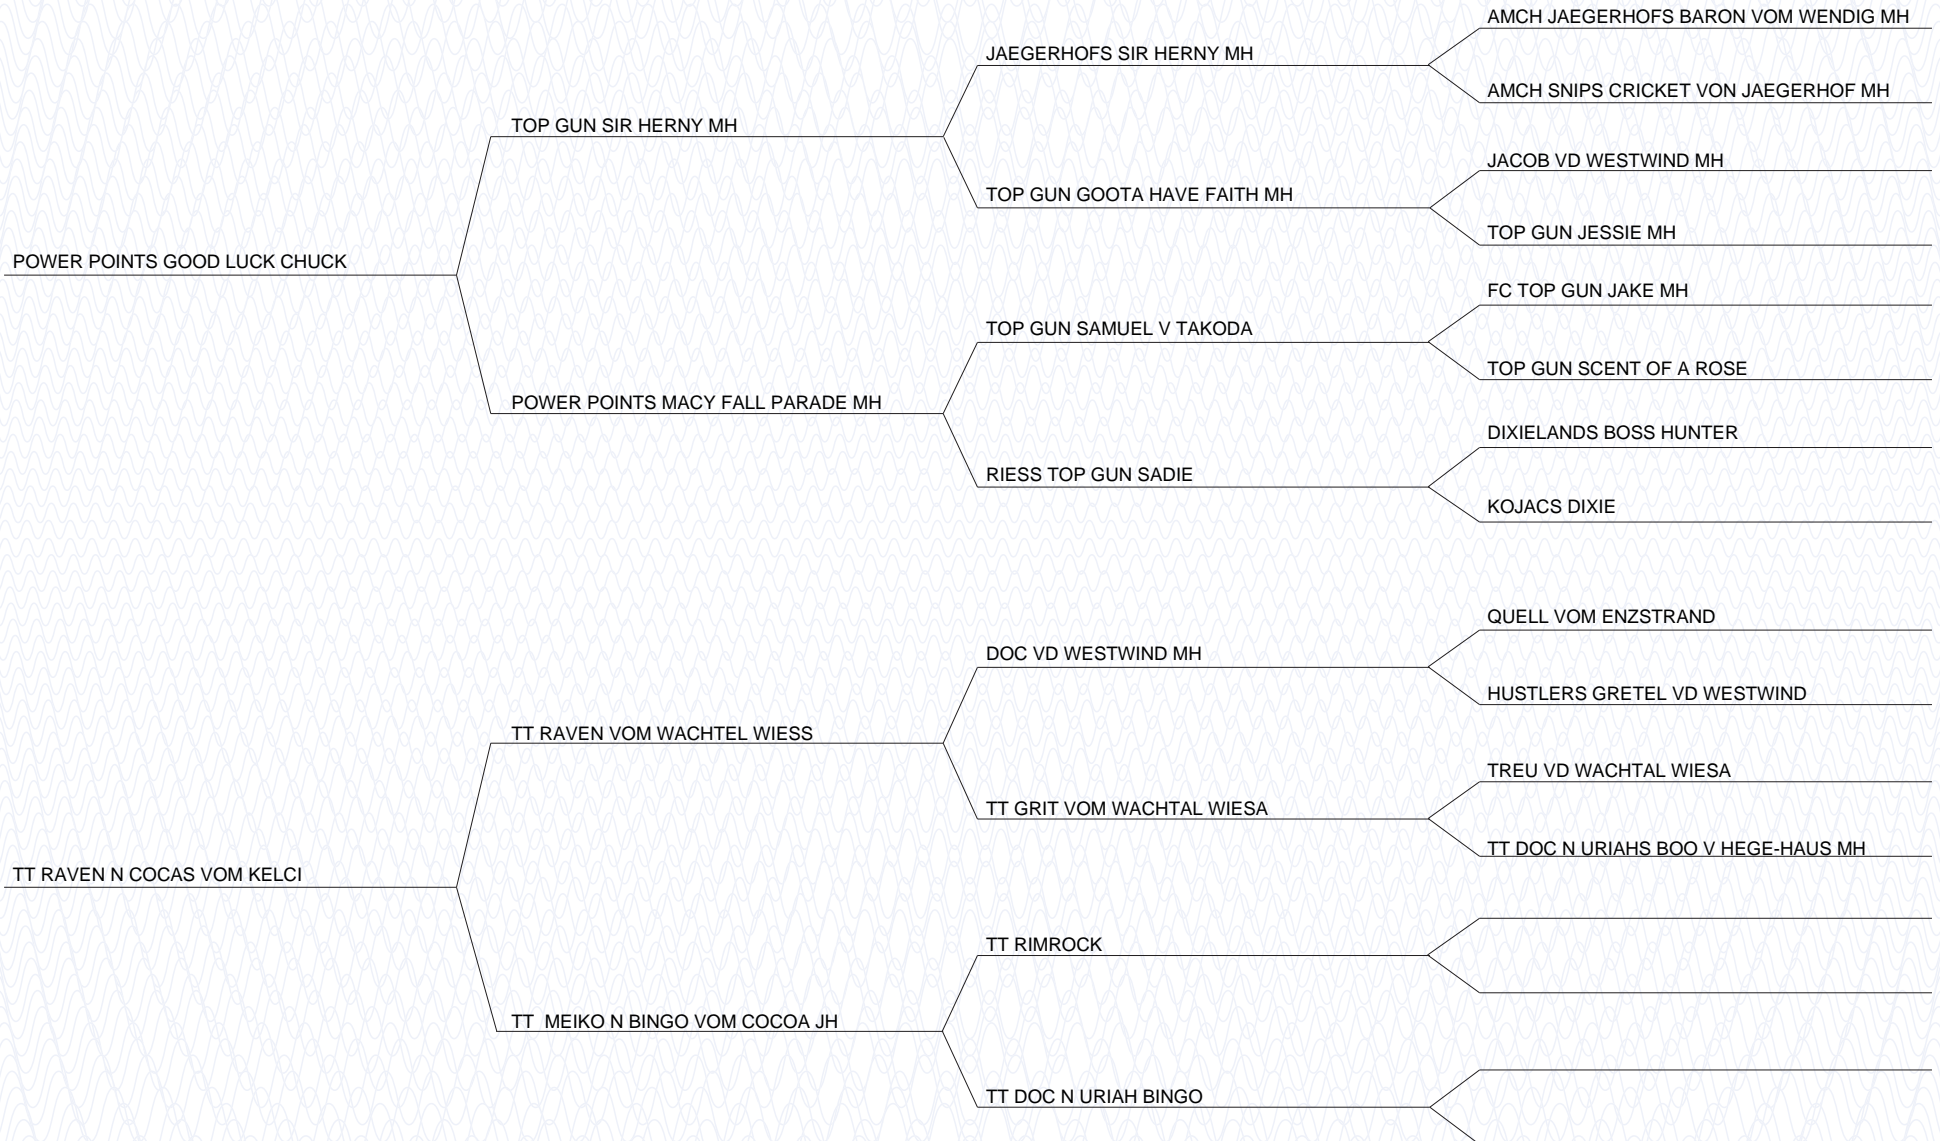 AMCH JAEGERHOFS BARON VOM WENDIG MH
JAEGERHOFS SIR HERNY MH
AMCH SNIPS CRICKET VON JAEGERHOF MH
TOP GUN SIR HERNY MH
JACOB VD WESTWIND MH
TOP GUN GOOTA HAVE FAITH MH
TOP GUN JESSIE MH
POWER POINTS GOOD LUCK CHUCK
FC TOP GUN JAKE MH
TOP GUN SAMUEL V TAKODA
TOP GUN SCENT OF A ROSE
POWER POINTS MACY FALL PARADE MH
DIXIELANDS BOSS HUNTER
RIESS TOP GUN SADIE
KOJACS DIXIE
QUELL VOM ENZSTRAND
DOC VD WESTWIND MH
HUSTLERS GRETEL VD WESTWIND
TT RAVEN VOM WACHTEL WIESS
TREU VD WACHTAL WIESA
TT GRIT VOM WACHTAL WIESA
TT DOC N URIAHS BOO V HEGE-HAUS MH
TT RAVEN N COCAS VOM KELCI
TT RIMROCK
TT  MEIKO N BINGO VOM COCOA JH
TT DOC N URIAH BINGO